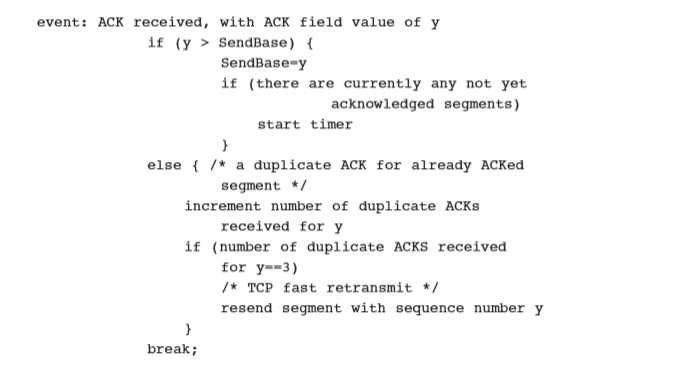 event: ACK received, with ACK field value of y
if (y > SendBase) {
SendBase=y
if (there are currently any not yet
acknowledged segments)
start timer
}
else { /* a duplicate ACK for already ACKed
segment */
increment number of duplicate ACKs
received for y
if (number of duplicate ACKS received
for y==3)
/* TCP fast retransmit */
resend segment with sequence number y
}
break;